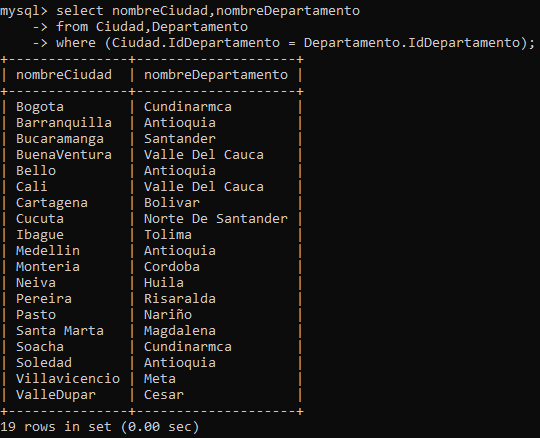 mysql> select nombreCiudad,nombreDepartamento
    -> from Ciudad,Departamento
    -> where (Ciudad.IdDepartamento = Departamento.IdDepartamento);
+---------------+--------------------+
| nombreCiudad  | nombreDepartamento |
+---------------+--------------------+
| Bogota        | Cundinarmca        |
| Barranquilla  | Antioquia          |
| Bucaramanga   | Santander          |
| BuenaVentura  | Valle Del Cauca    |
| Bello         | Antioquia          |
| Cali          | Valle Del Cauca    |
| Cartagena     | Bolivar            |
| Cucuta        | Norte De Santander |
| Ibague        | Tolima             |
| Medellin      | Antioquia          |
| Monteria      | Cordoba            |
| Neiva         | Huila              |
| Pereira       | Risaralda          |
| Pasto         | Nariño             |
| Santa Marta   | Magdalena          |
| Soacha        | Cundinarmca        |
| Soledad       | Antioquia          |
| Villavicencio | Meta               |
| ValleDupar    | Cesar              |
+---------------+--------------------+
19 rows in set (0.00 sec)